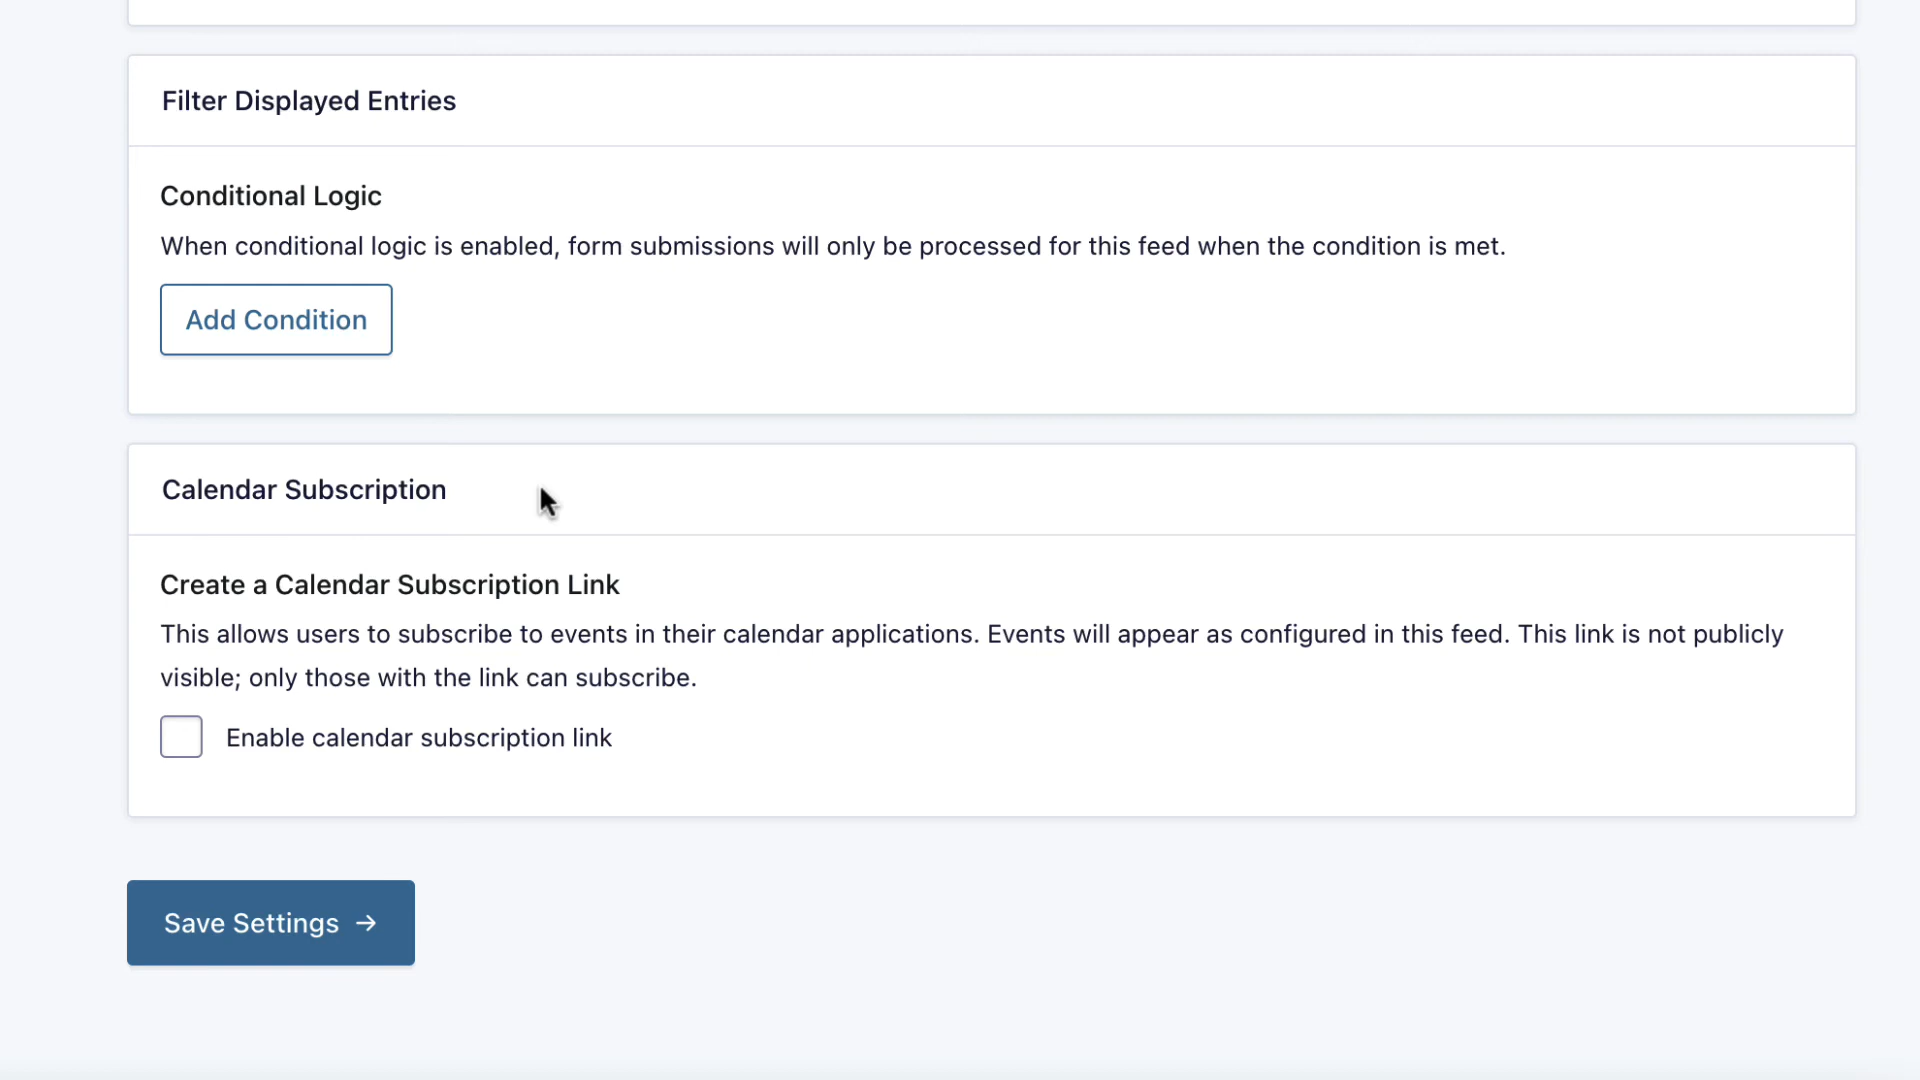 Filter Displayed Entries
Conditional Logic
When conditional logic is enabled, form submissions will only be processed for this feed when the condition is met.
Add Condition
Calendar Subscription
Create a Calendar Subscription Link
This allows users to subscribe to events in their calendar applications. Events will appear as configured in this feed. This link is not publicly
visible; only those with the link can subscribe.
Enable calendar subscription link
Save Settings →